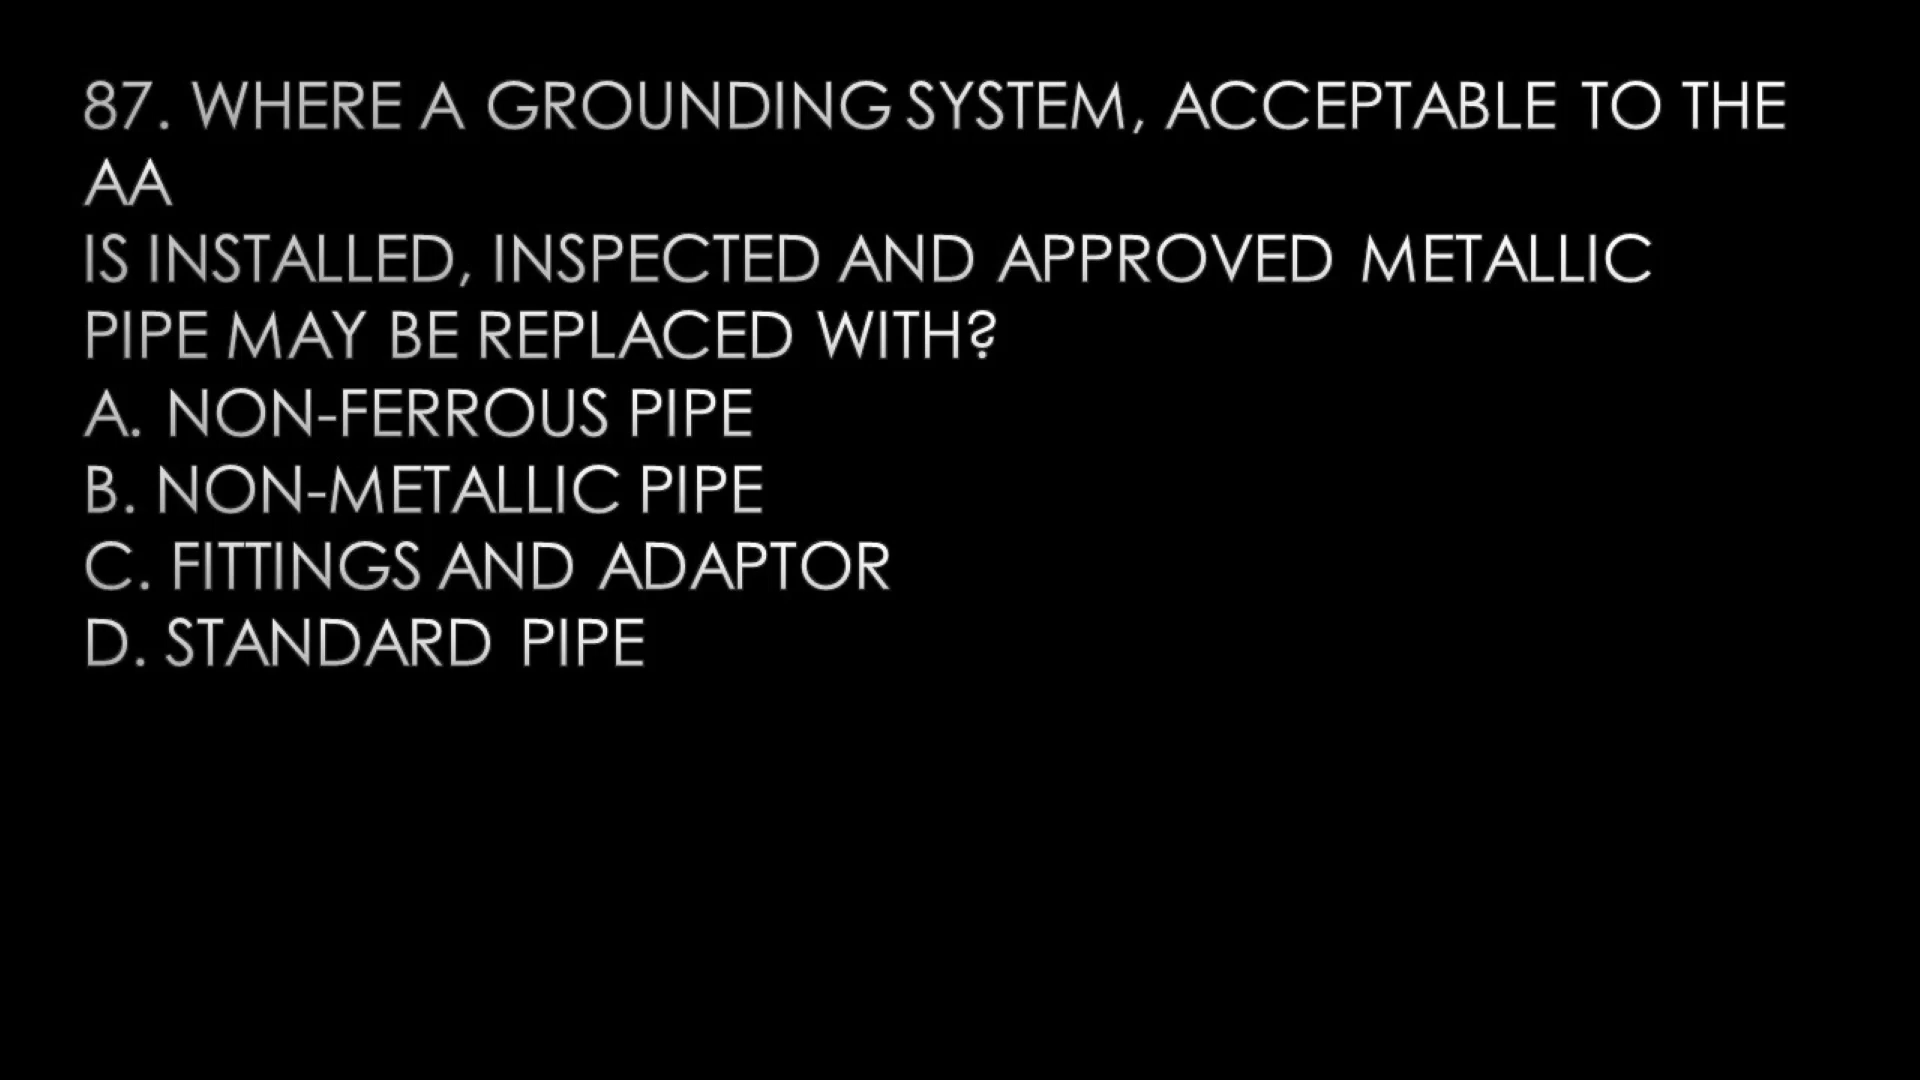 87. WHERE A GROUNDING SYSTEM, ACCEPTABLE TO THE
AA
IS INSTALLED, INSPECTED AND APPROVED METALLIC
PIPE MAY BE REPLACED WITH?
A. NON-FERROUS PIPE
B. NON-METALLIC PIPE
C. FITTINGS AND ADAPTOR
D. STANDARD PIPE